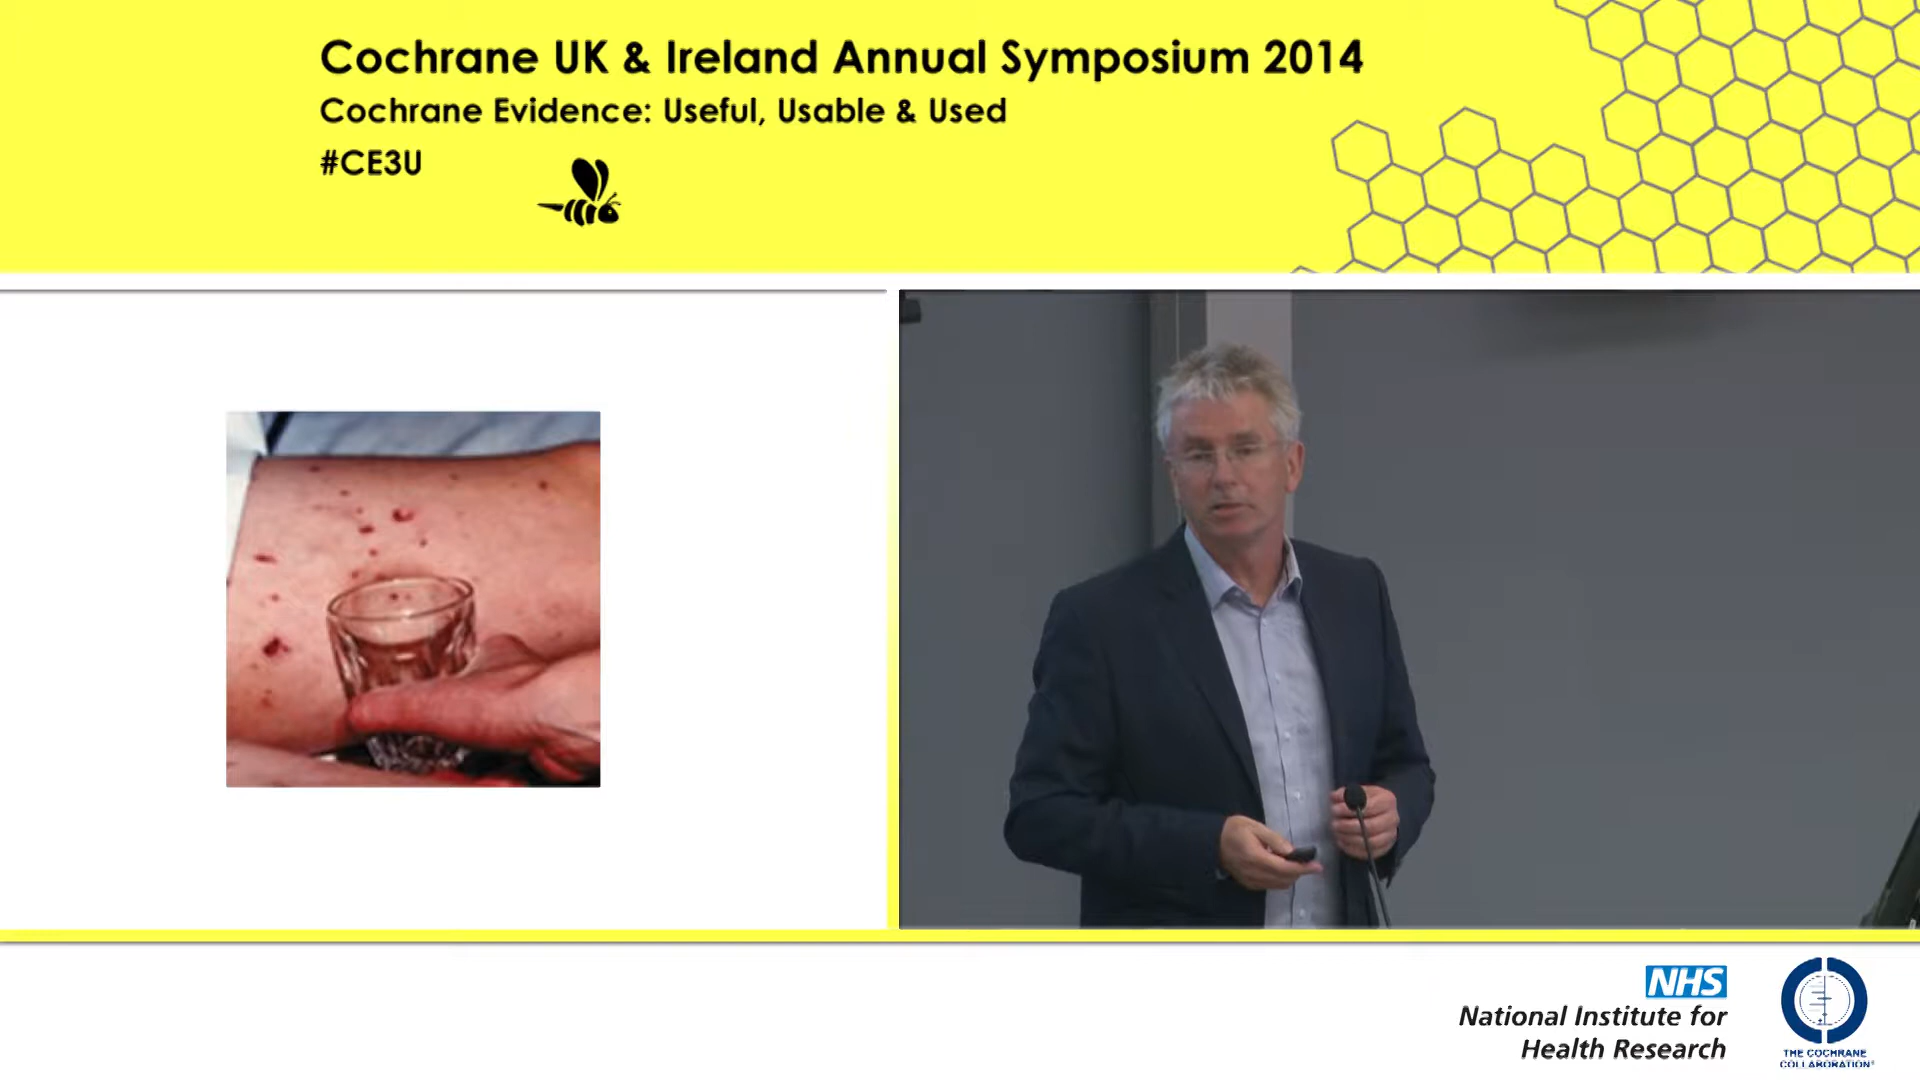 Cochrane UK & Ireland Annual Symposium 2014
Cochrane Evidence: Useful, Usable & Used
#CE3U
NHS
National Institute for
Health Research
THE COCHRANE
COLLABORATION®